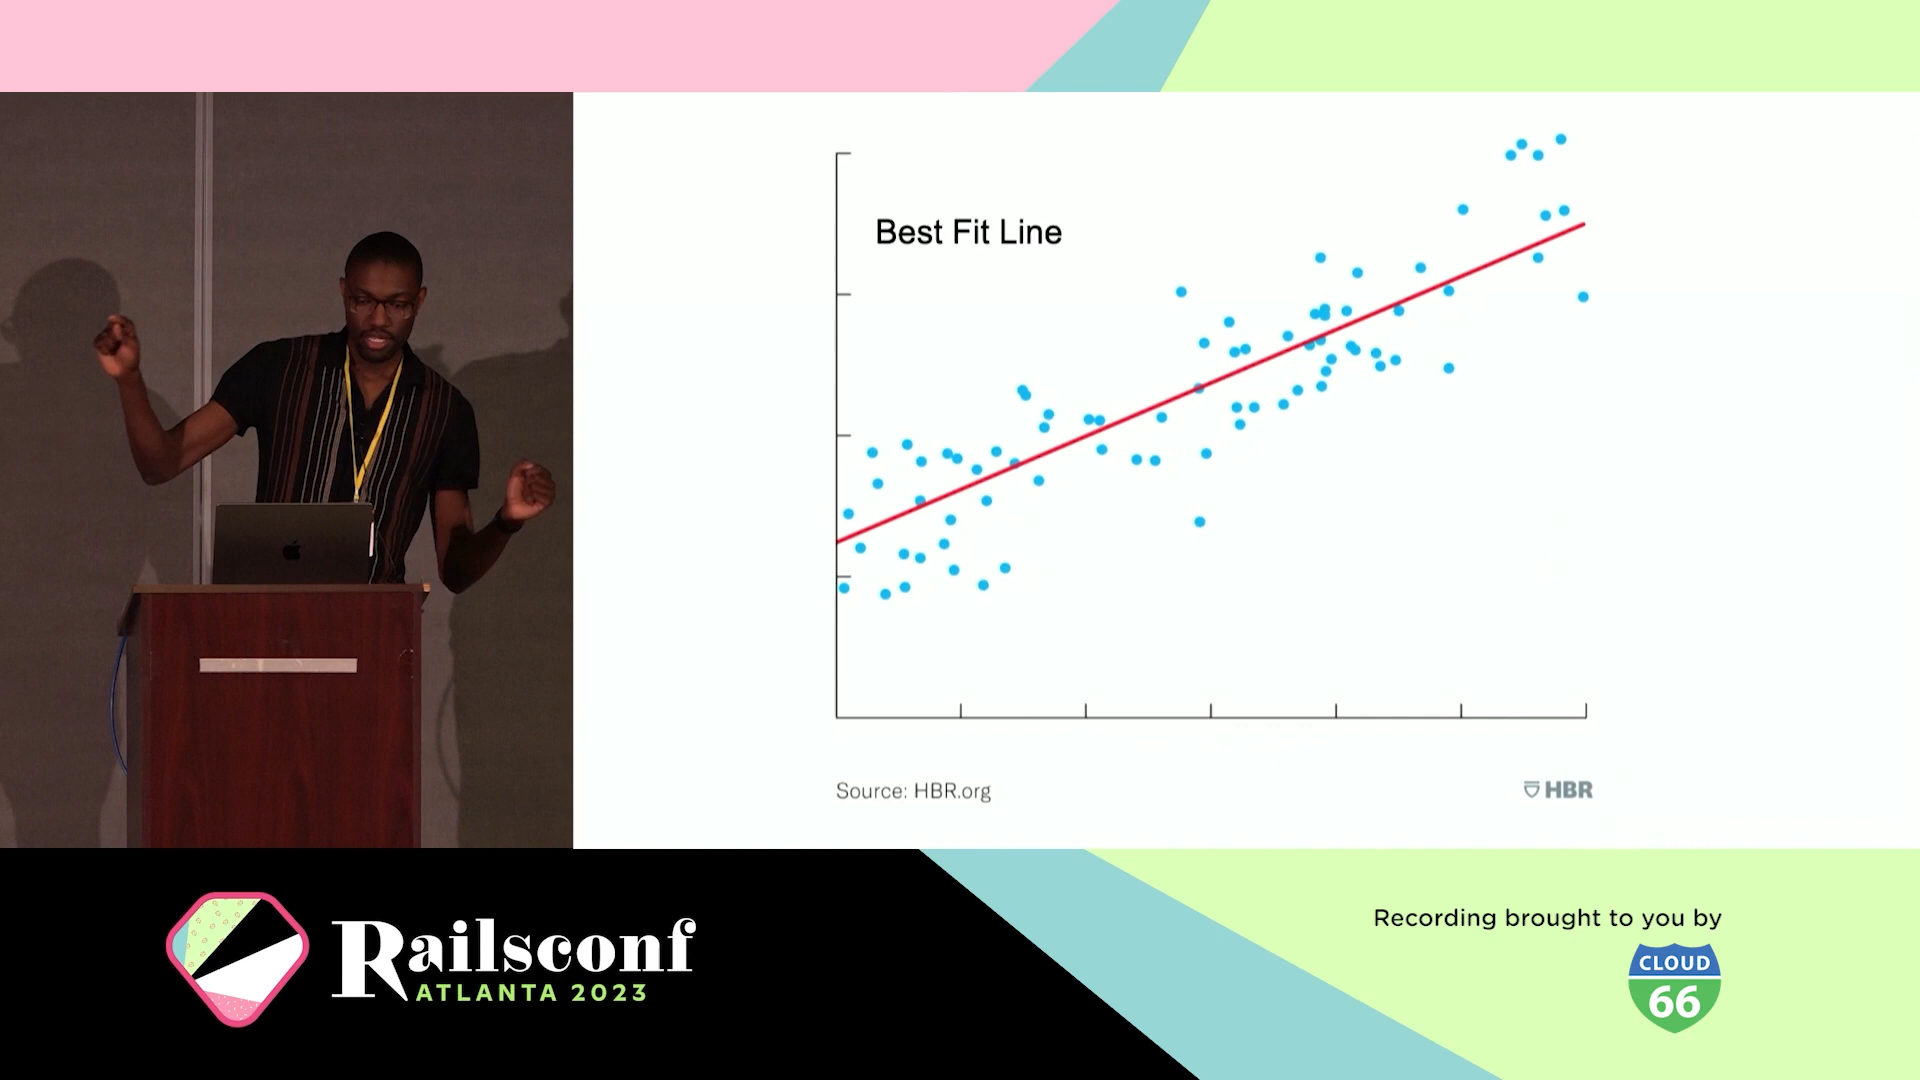 Best Fit Line
Source: HBR.org
HBR
Railsconf
ATLANTA 2023
Recording brought to you by
CLOUD
66